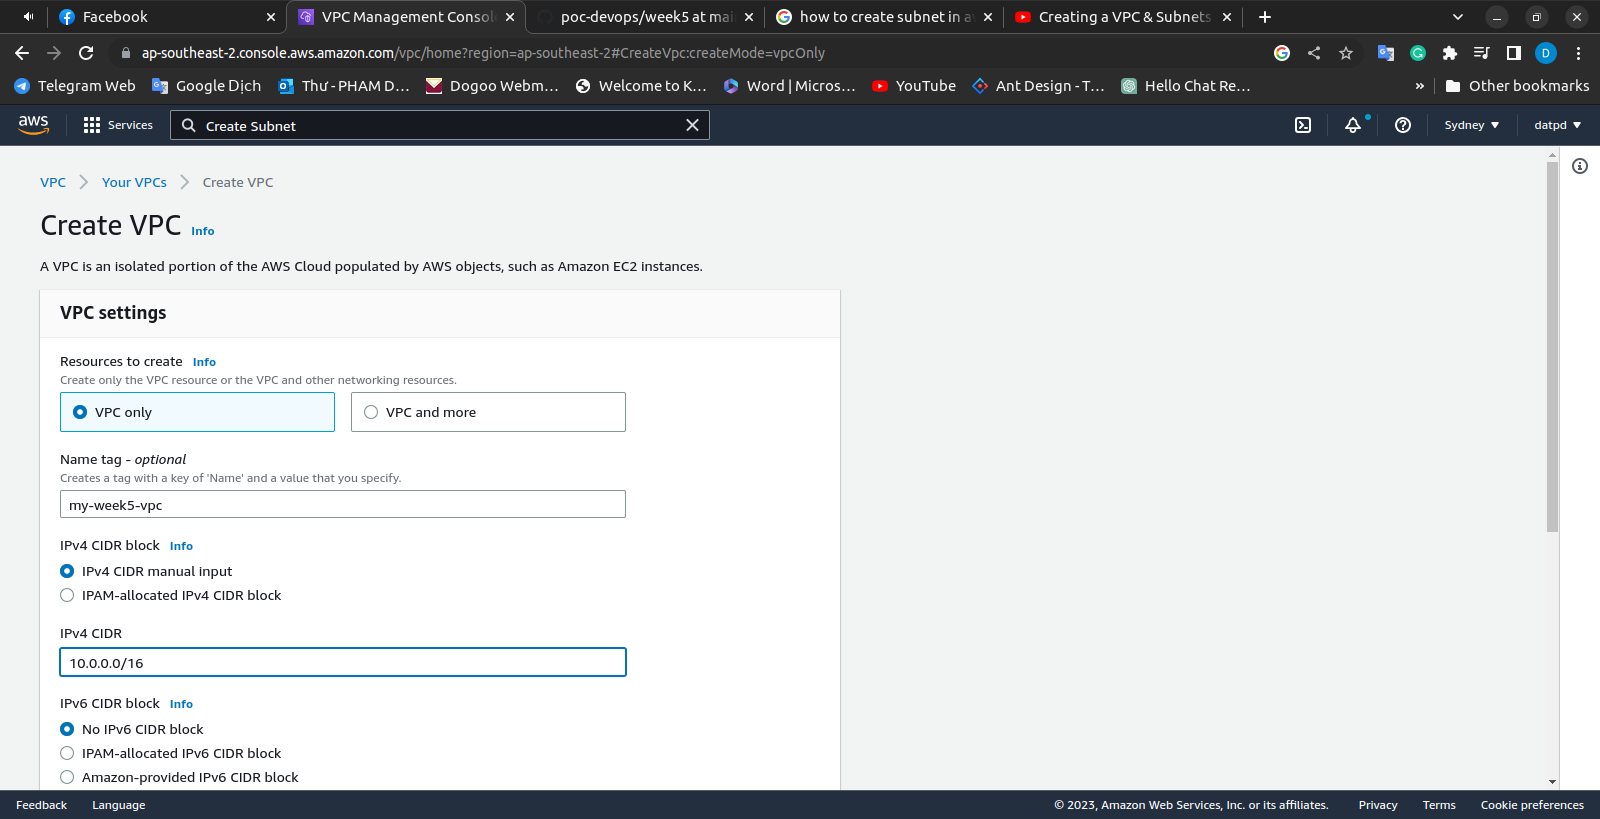 Facebook
VPC Management Consol
poc-devops/week5 at mai
how to create subnet in a
Creating a VPC & Subnets
ap-southeast-2.console.aws.amazon.com/vpc/home?region=ap-southeast-2#CreateVpc:createMode=vpcOnly
D
Telegram Web
Google Dịch
Thư - PHAM D...
Dogoo Webm...
Welcome to K...
Word | Micros...
YouTube
Ant Design - T...
Hello Chat Re...
»
Other bookmarks
aws
Services
Create Subnet
Sydney
datpd
VPC
Your VPCs
Create VPC
Create VPC Info
A VPC is an isolated portion of the AWS Cloud populated by AWS objects, such as Amazon EC2 instances.
VPC settings
Resources to create Info
Create only the VPC resource or the VPC and other networking resources.
VPC only
VPC and more
Name tag - optional
Creates a tag with a key of 'Name' and a value that you specify.
my-week5-vpc
IPv4 CIDR block Info
IPv4 CIDR manual input
IPAM-allocated IPv4 CIDR block
IPv4 CIDR
10.0.0.0/16
IPv6 CIDR block Info
No IPv6 CIDR block
IPAM-allocated IPv6 CIDR block
Amazon-provided IPv6 CIDR block
Feedback
Language
© 2023, Amazon Web Services, Inc. or its affiliates.
Privacy
Terms
Cookie preferences